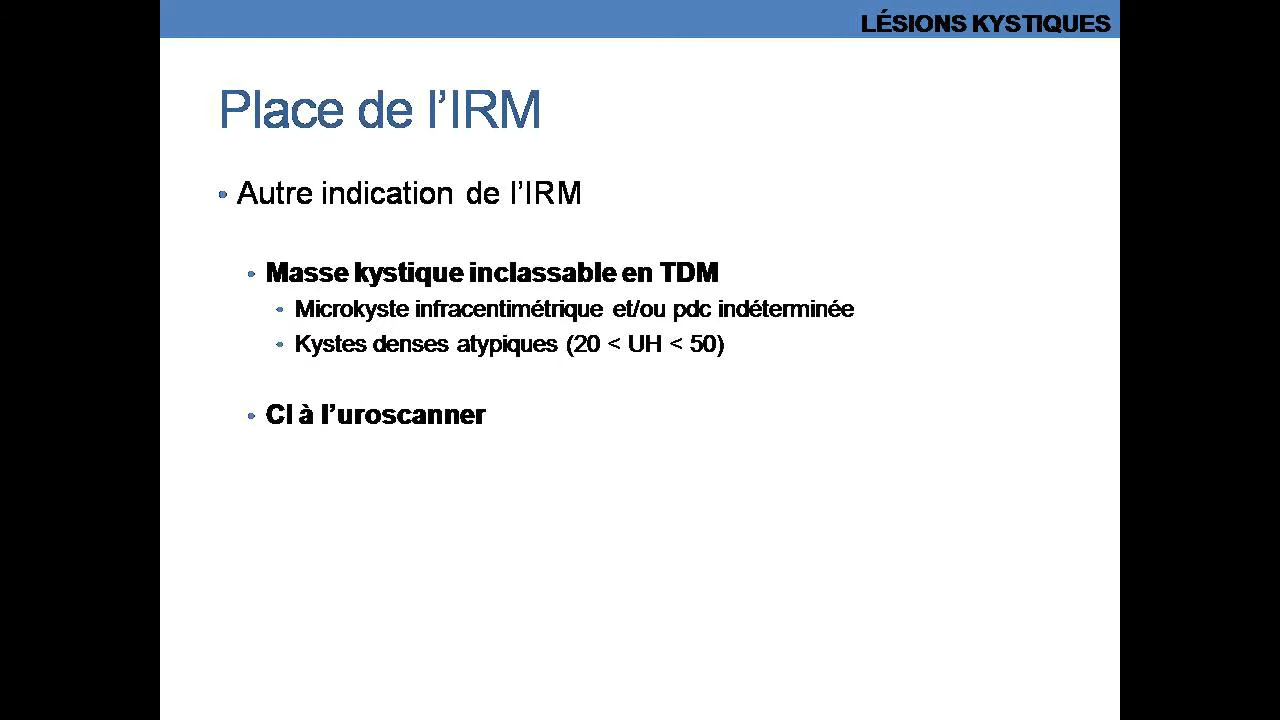 LÉSIONS KYSTIQUES
Place de l’IRM
• Autre indication de l’IRM
• Masse kystique inclassable en TDM
• Microkyste infracentimétrique et/ou pdc indéterminée
• Kystes denses atypiques (20 < UH < 50)
• CI à l’uroscanner